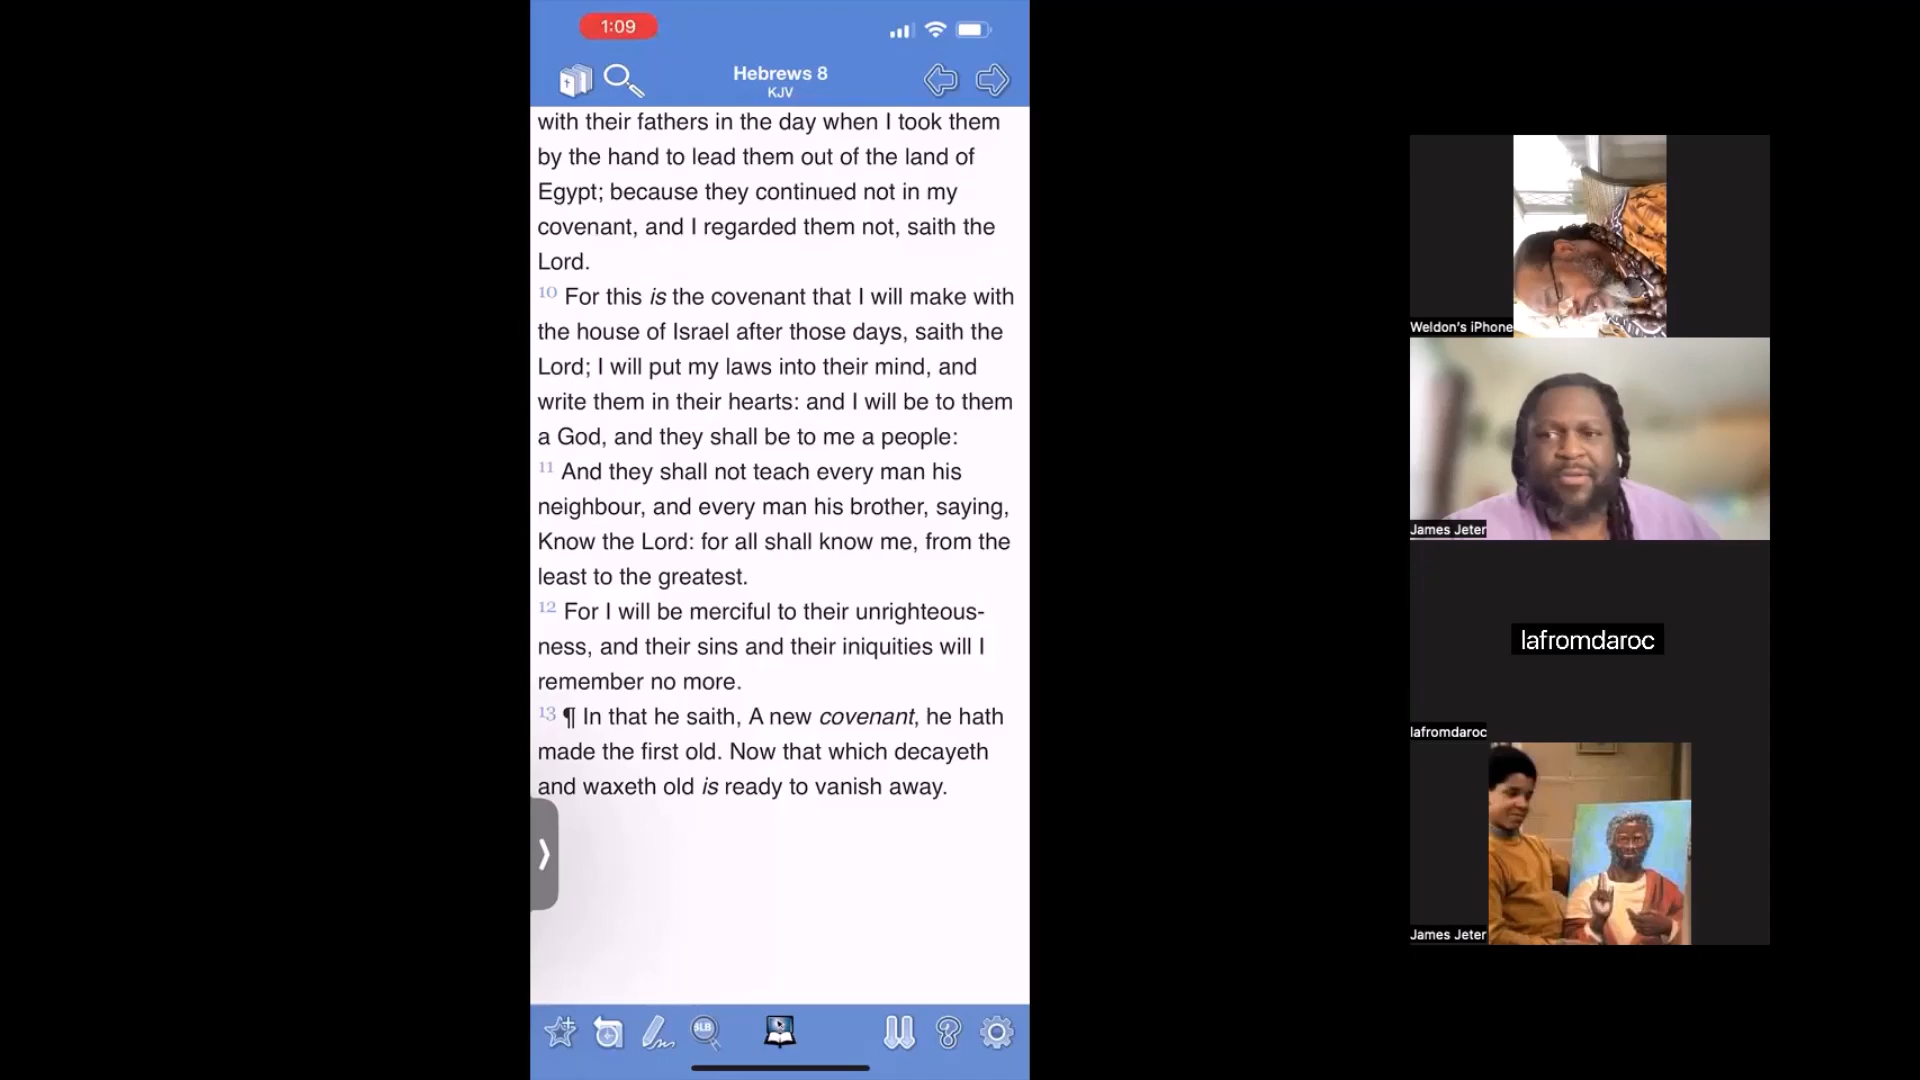 1:09
Hebrews 8
KJV
with their fathers in the day when I took them
by the hand to lead them out of the land of
Egypt; because they continued not in my
covenant, and I regarded them not, saith the
Lord.
10 For this is the covenant that I will make with
the house of Israel after those days, saith the
Lord; I will put my laws into their mind, and
write them in their hearts: and I will be to them
a God, and they shall be to me a people:
11 And they shall not teach every man his
neighbour, and every man his brother, saying,
Know the Lord: for all shall know me, from the
least to the greatest.
12 For I will be merciful to their unrighteous-
ness, and their sins and their iniquities will I
remember no more.
13 ¶ In that he saith, A new covenant, he hath
made the first old. Now that which decayeth
and waxeth old is ready to vanish away.
BLB
Weldon's iPhone
James Jeter
lafromdaroc
lafromdaroc
James Jeter